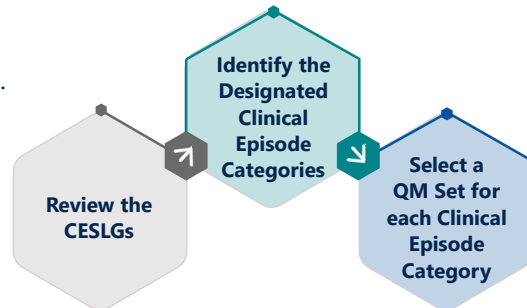 Review the
CESLGs
Identify the
Designated
Clinical
Episode
Categories
Select a
QM Set for
each Clinical
Episode
Category